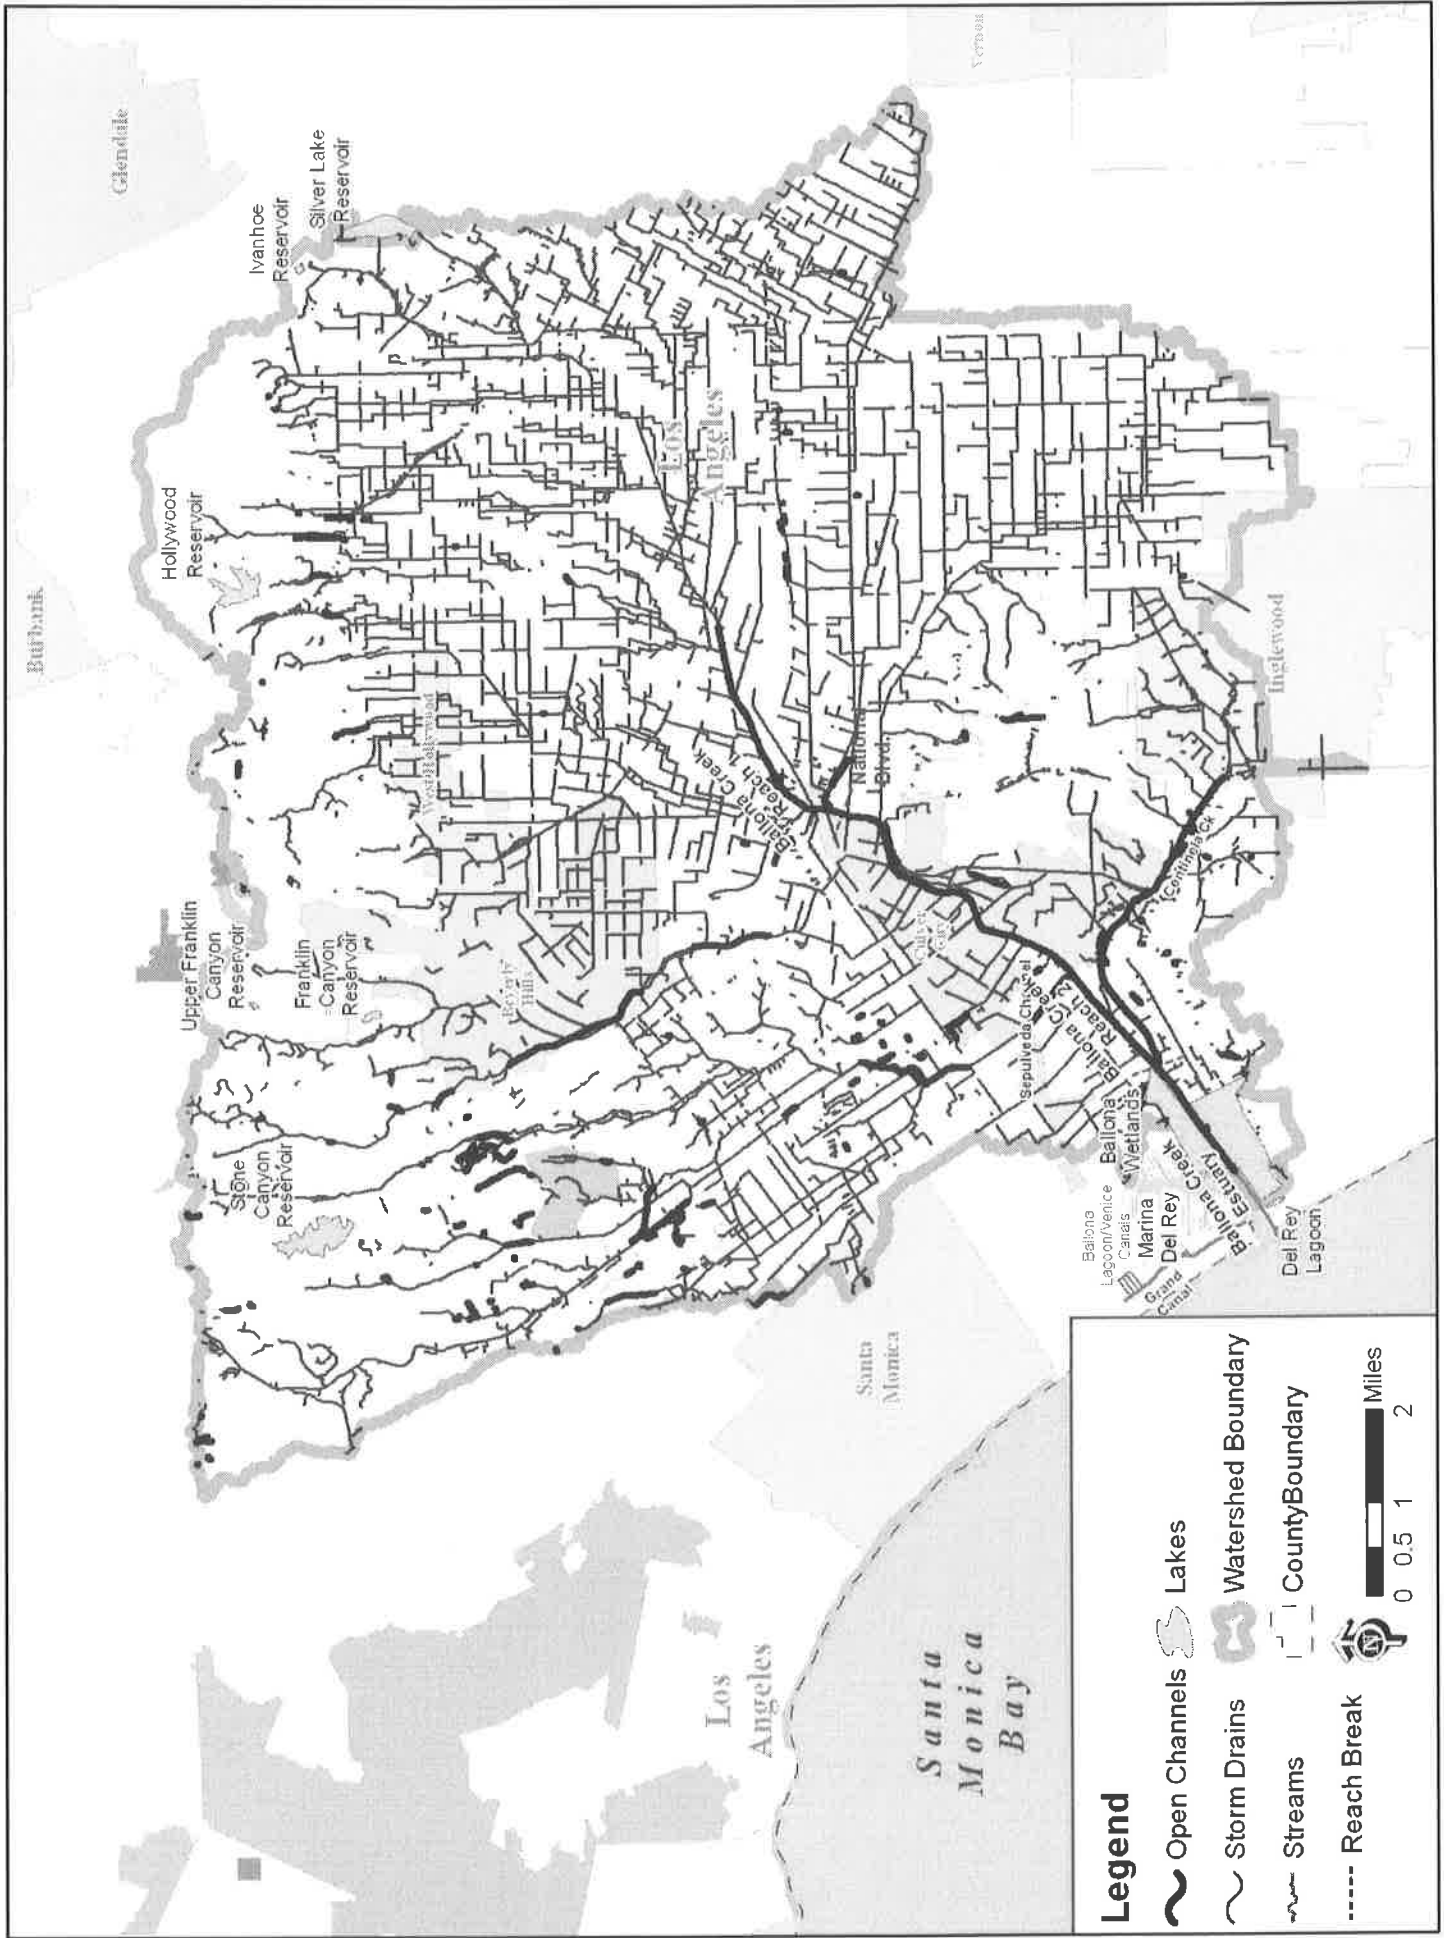 Burbank
Glendale
Vernon
Ivanhoe
Reservoir
Silver Lake
Reservoir
Hollywood
Reservoir
Upper Franklin
Canyon
Reservoir
Franklin
Canyon
Reservoir
Stone
Canyon
Reservoir
West Hollywood
Beverly
Hills
Los
Angeles
Ballona Creek
Reach 1
National
Blvd.
Culver
City
Inglewood
Centinela Ck
Sepulveda Channel
Ballona Creek
Reach 2
Ballona
Wetlands
Ballona
Lagoon/Venice
Canals
Marina
Del Rey
Ballona Creek
Estuary
Grand
Canal
Del Rey
Lagoon
Santa
Monica
Los
Angeles
Santa
Monica
Bay
Legend
Open Channels
Lakes
Storm Drains
Watershed Boundary
Streams
CountyBoundary
Reach Break
N
0 0.5 1 2
Miles